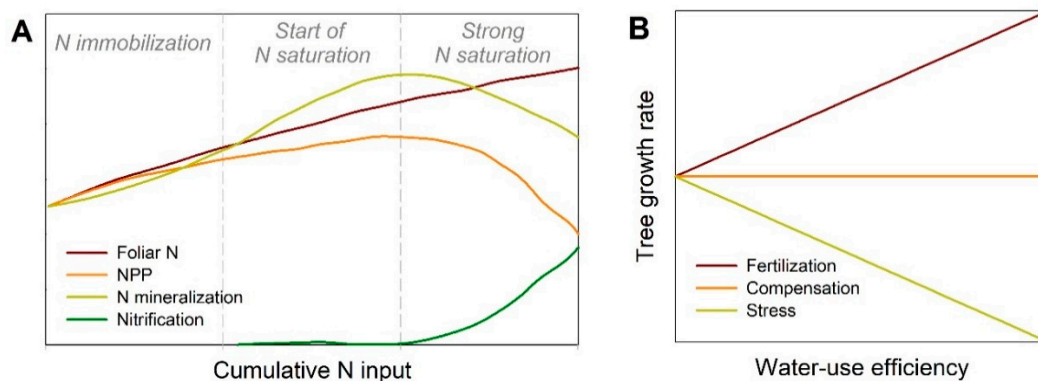 A
N immobilization
Start of
N saturation
Strong
N saturation
Foliar N
NPP
N mineralization
Nitrification
Cumulative N input
B
Tree growth rate
Fertilization
Compensation
Stress
Water-use efficiency